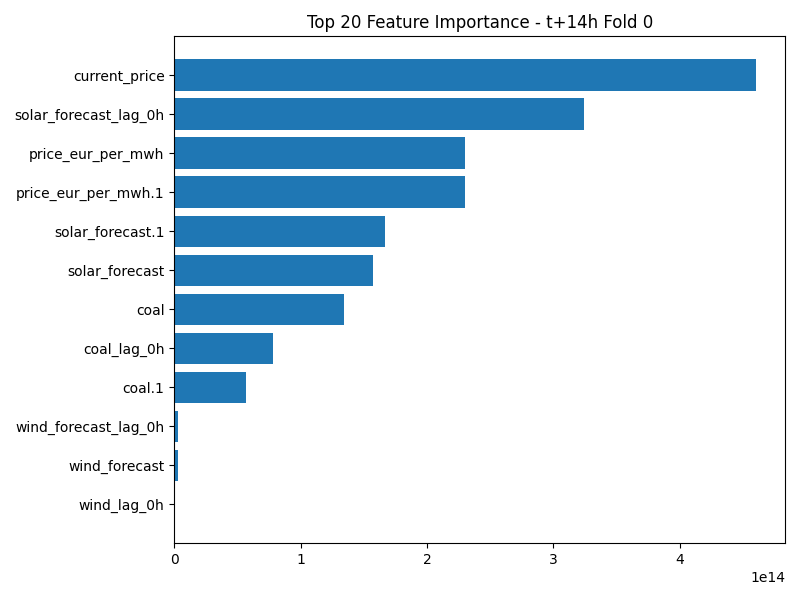 Top 20 Feature Importance - t+14h Fold 0
current_price
solar_forecast_lag_0h
price_eur_per_mwh
price_eur_per_mwh.1
solar_forecast.1
solar_forecast
coal
coal_lag_0h
coal.1
wind_forecast_lag_0h
wind_forecast
wind_lag_0h
0 1 2 3 4
1e14